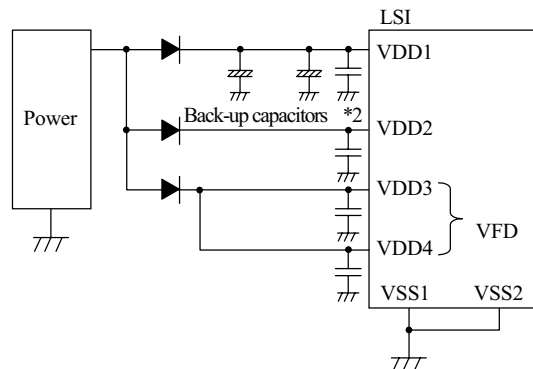 LSI
VDD1
Power
Back-up capacitors *2
VDD2
VDD3
VFD
VDD4
VSS1 VSS2